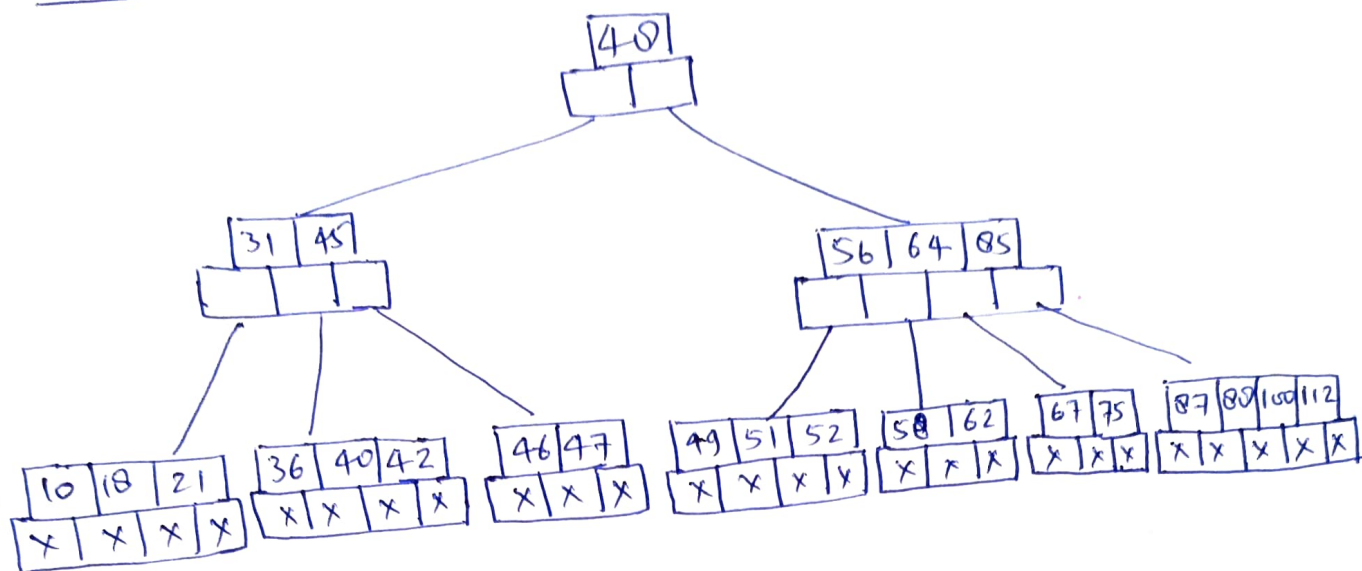 48
31 45
56 64 85
10 18 21
x x x x
36 40 42
x x x x
46 47
x x x
49 51 52
x x x x
58 62
x x x
67 75
x x x
87 88 100 112
x x x x x